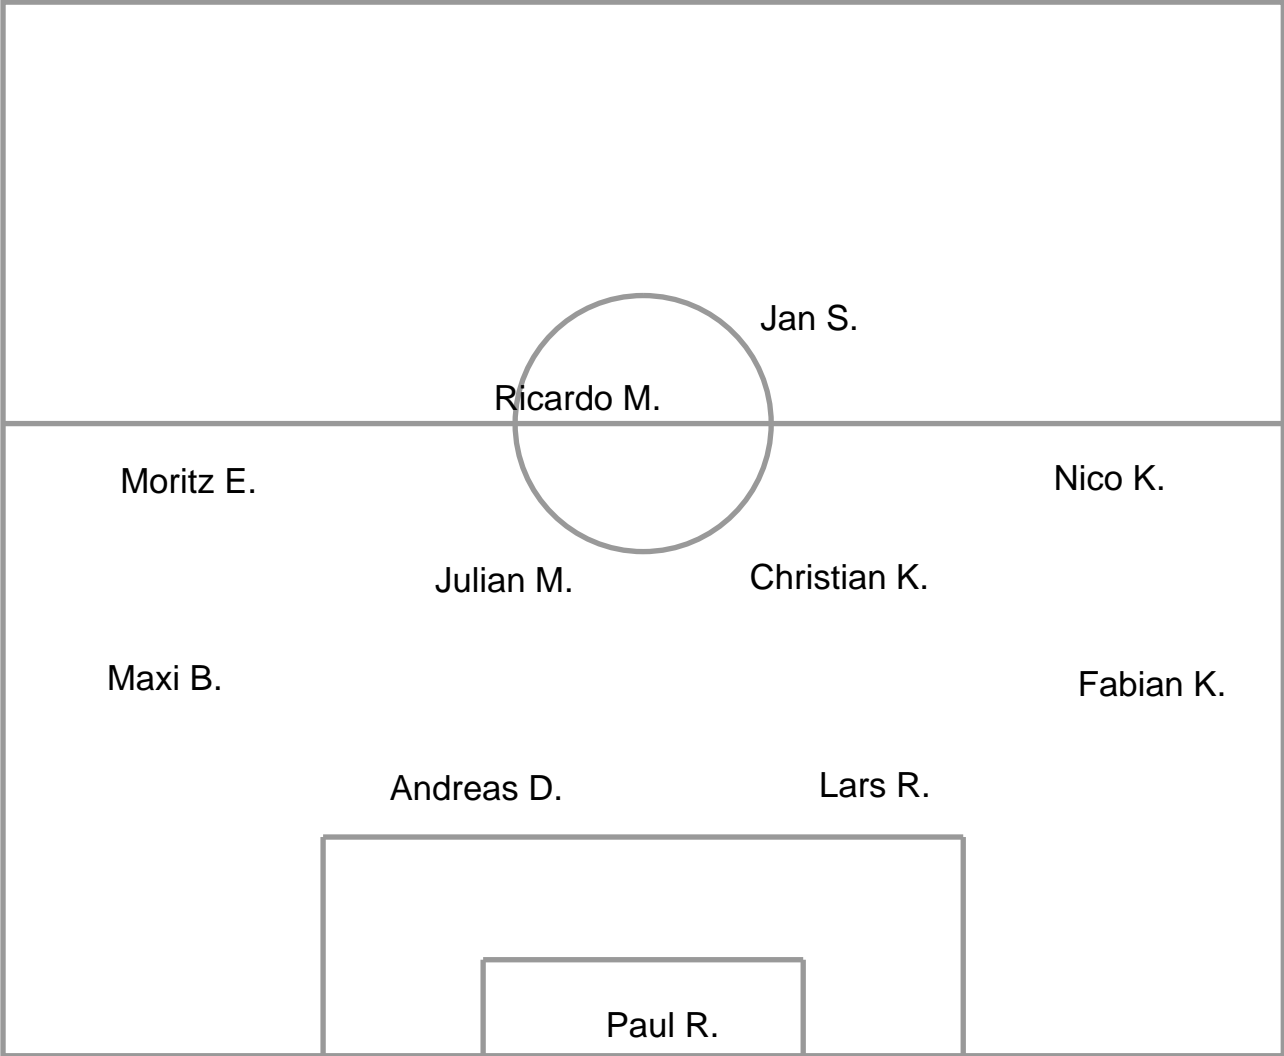 Jan S.
Ricardo M.
Moritz E.
Nico K.
Julian M.
Christian K.
Maxi B.
Fabian K.
Andreas D.
Lars R.
Paul R.